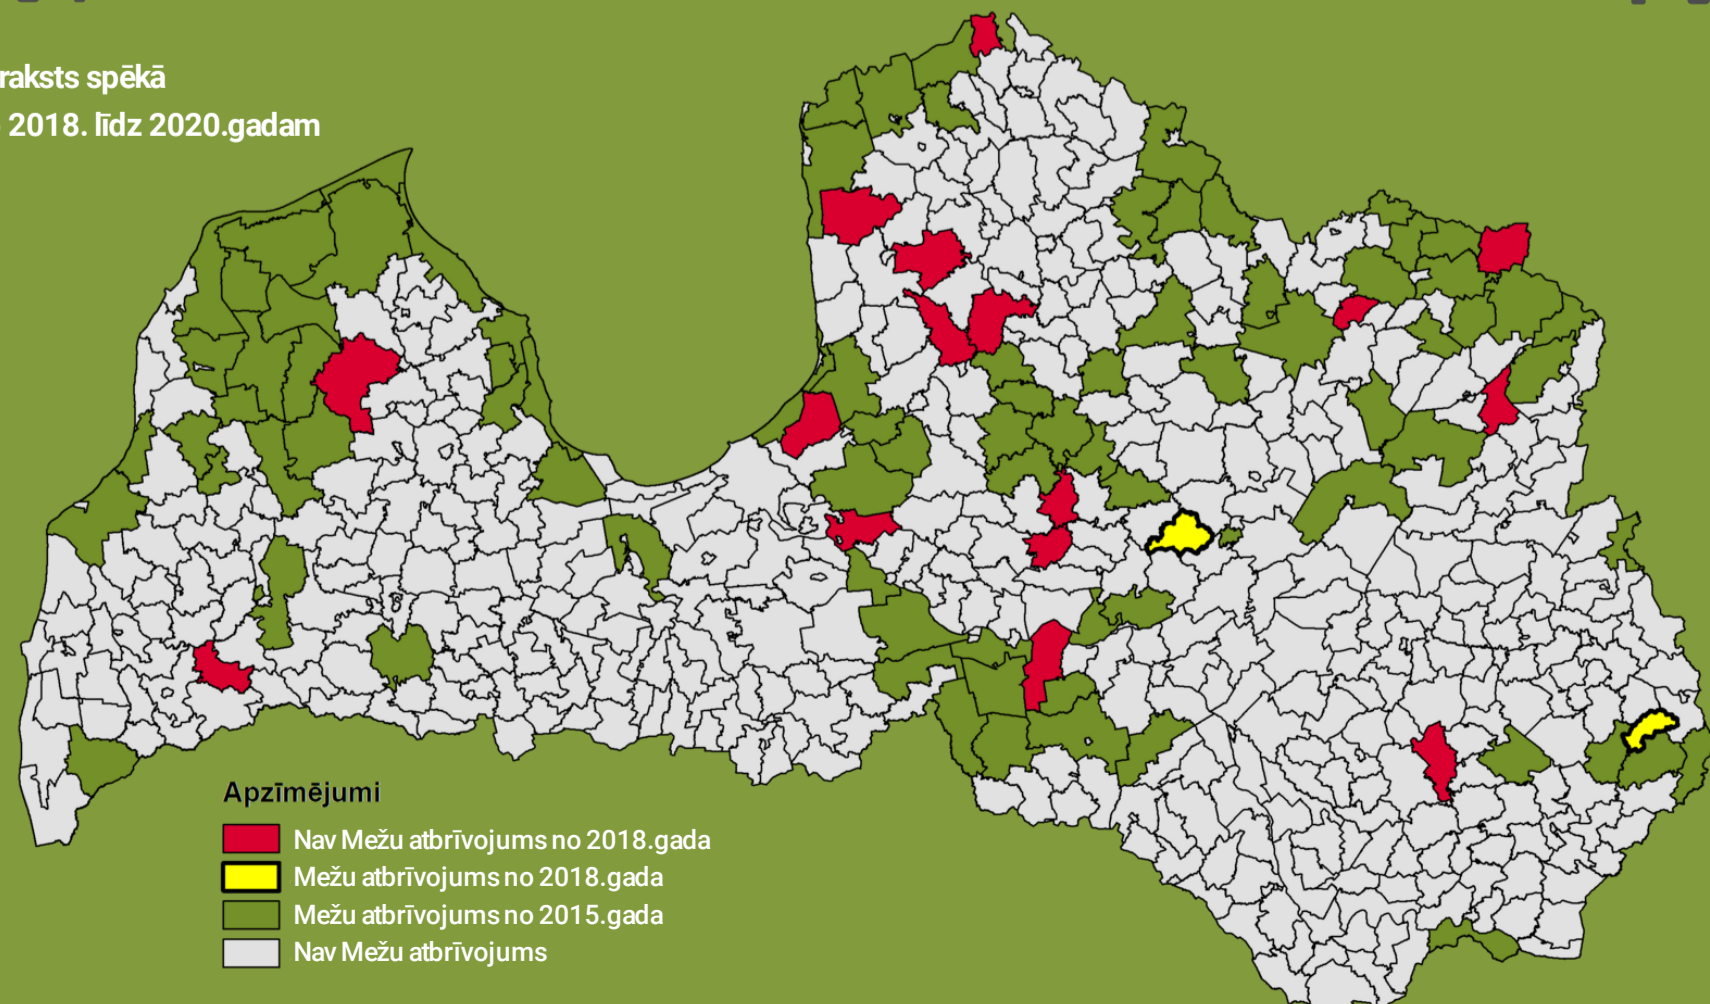 raksts spēkā
2018. līdz 2020.gadam
Apzīmējumi
Nav Mežu atbrīvojums no 2018.gada
Mežu atbrīvojums no 2018.gada
Mežu atbrīvojums no 2015.gada
Nav Mežu atbrīvojums